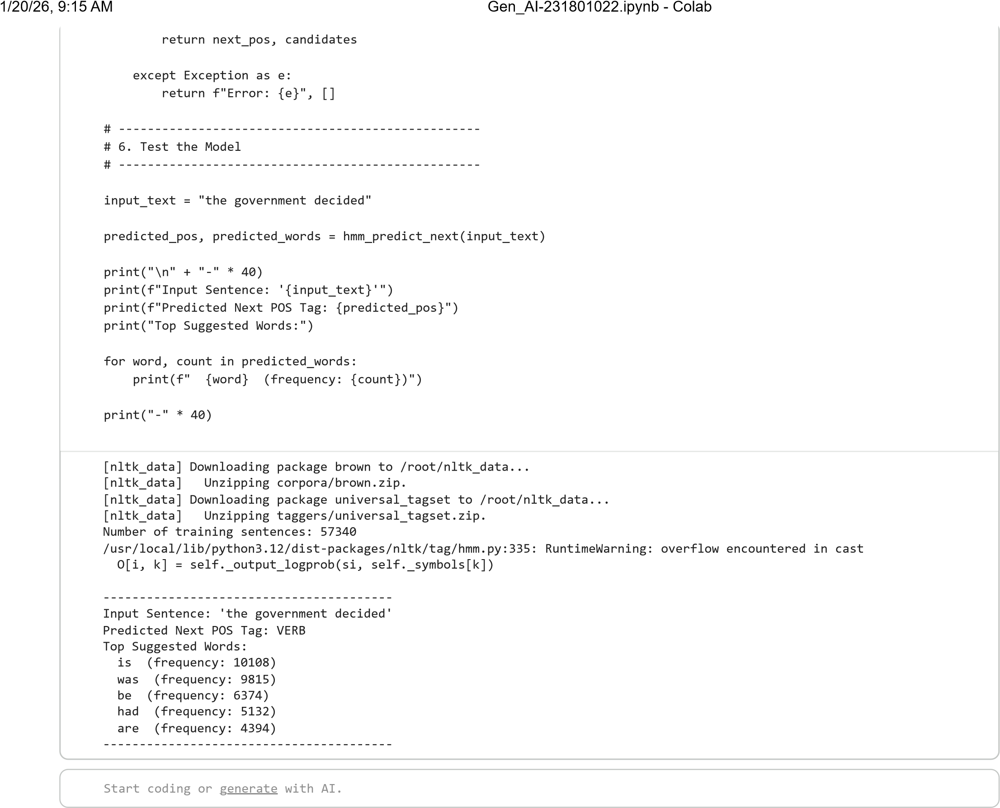 1/20/26, 9:15 AM Gen_AI-231801022.ipynb - Colab
        return next_pos, candidates
    except Exception as e:
        return f"Error: {e}", []
# --------------------------------------------------
# 6. Test the Model
# --------------------------------------------------
input_text = "the government decided"
predicted_pos, predicted_words = hmm_predict_next(input_text)
print("\n" + "-" * 40)
print(f"Input Sentence: '{input_text}'")
print(f"Predicted Next POS Tag: {predicted_pos}")
print("Top Suggested Words:")
for word, count in predicted_words:
    print(f"  {word}  (frequency: {count})")
print("-" * 40)
[nltk_data] Downloading package brown to /root/nltk_data...
[nltk_data]   Unzipping corpora/brown.zip.
[nltk_data] Downloading package universal_tagset to /root/nltk_data...
[nltk_data]   Unzipping taggers/universal_tagset.zip.
Number of training sentences: 57340
/usr/local/lib/python3.12/dist-packages/nltk/tag/hmm.py:335: RuntimeWarning: overflow encountered in cast
  O[i, k] = self._output_logprob(si, self._symbols[k])
----------------------------------------
Input Sentence: 'the government decided'
Predicted Next POS Tag: VERB
Top Suggested Words:
  is  (frequency: 10108)
  was  (frequency: 9815)
  be  (frequency: 6374)
  had  (frequency: 5132)
  are  (frequency: 4394)
----------------------------------------
Start coding or generate with AI.